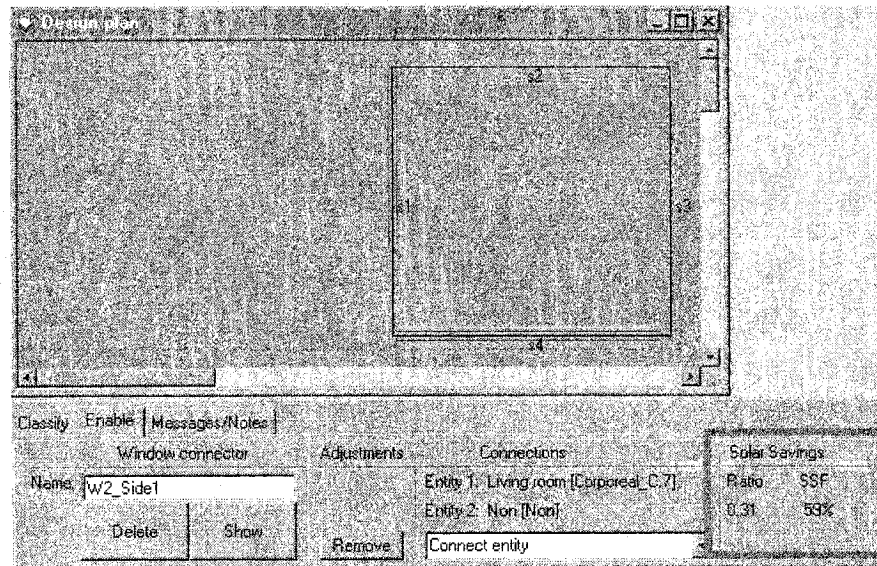 Design plan
s2
s1
s3
s4
Classify Enable Messages/Notes
Window connector Adjustments Connections Solar Savings
Name W2_Side1 Entity 1: Living room [Corporeal_C.7] Ratio SSF
Entity 2: Non [Non] 0.31 59%
Delete Show Remove Connect entity